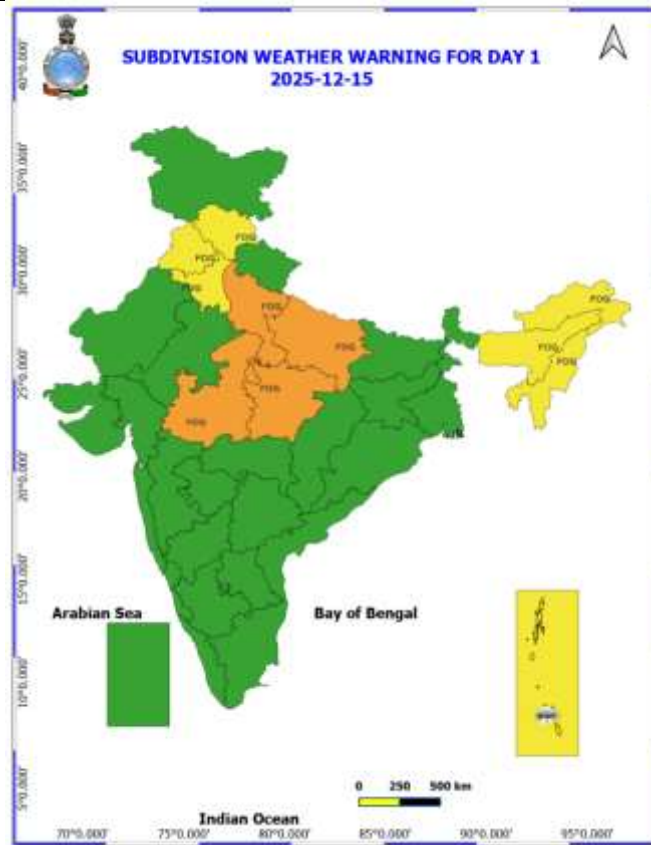 SUBDIVISION WEATHER WARNING FOR DAY 1
2025-12-15
40°0.000'
35°0.000'
30°0.000'
25°0.000'
20°0.000'
15°0.000'
10°0.000'
5°0.000'
FOG
FOG
FOG
FOG
FOG
FOG
FOG
FOG
FOG
FOG
Arabian Sea
Bay of Bengal
0 250 500 km
Indian Ocean
70°0.000' 75°0.000' 80°0.000' 85°0.000' 90°0.000' 95°0.000'